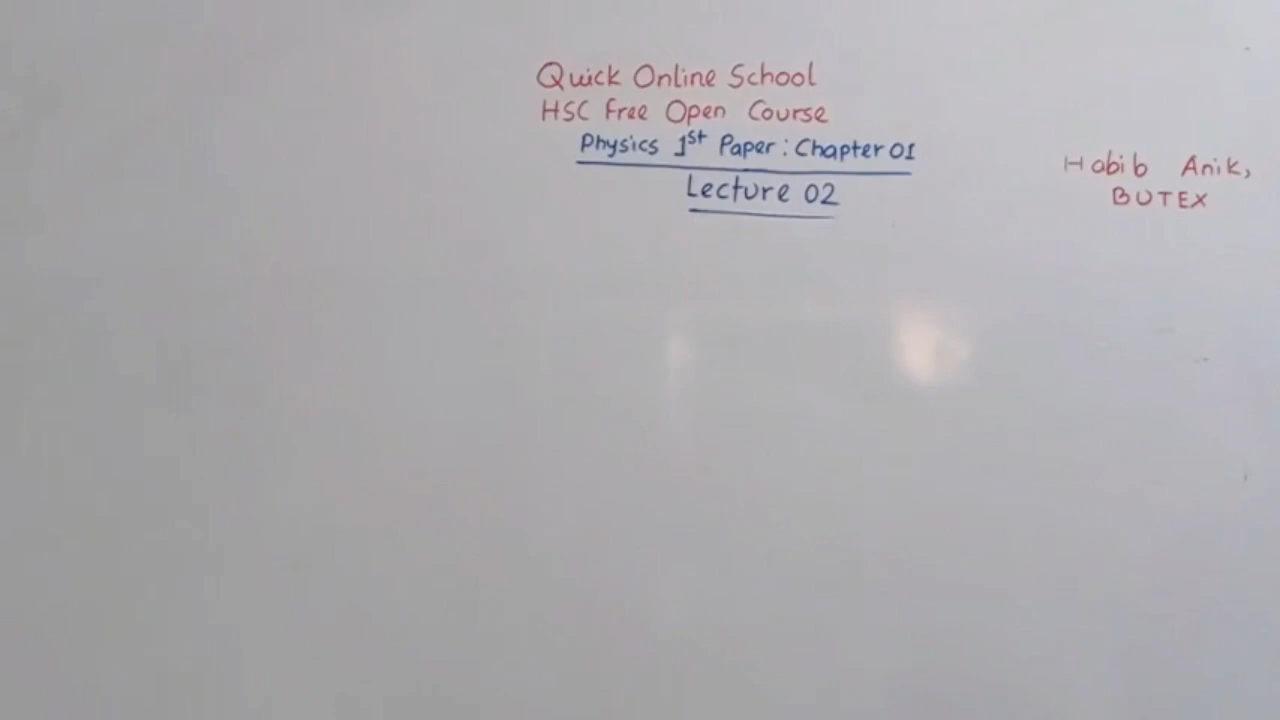 Quick Online School
HSC Free Open Course
Physics 1st Paper : Chapter 01
Lecture 02
Habib Anik,
BUTEX